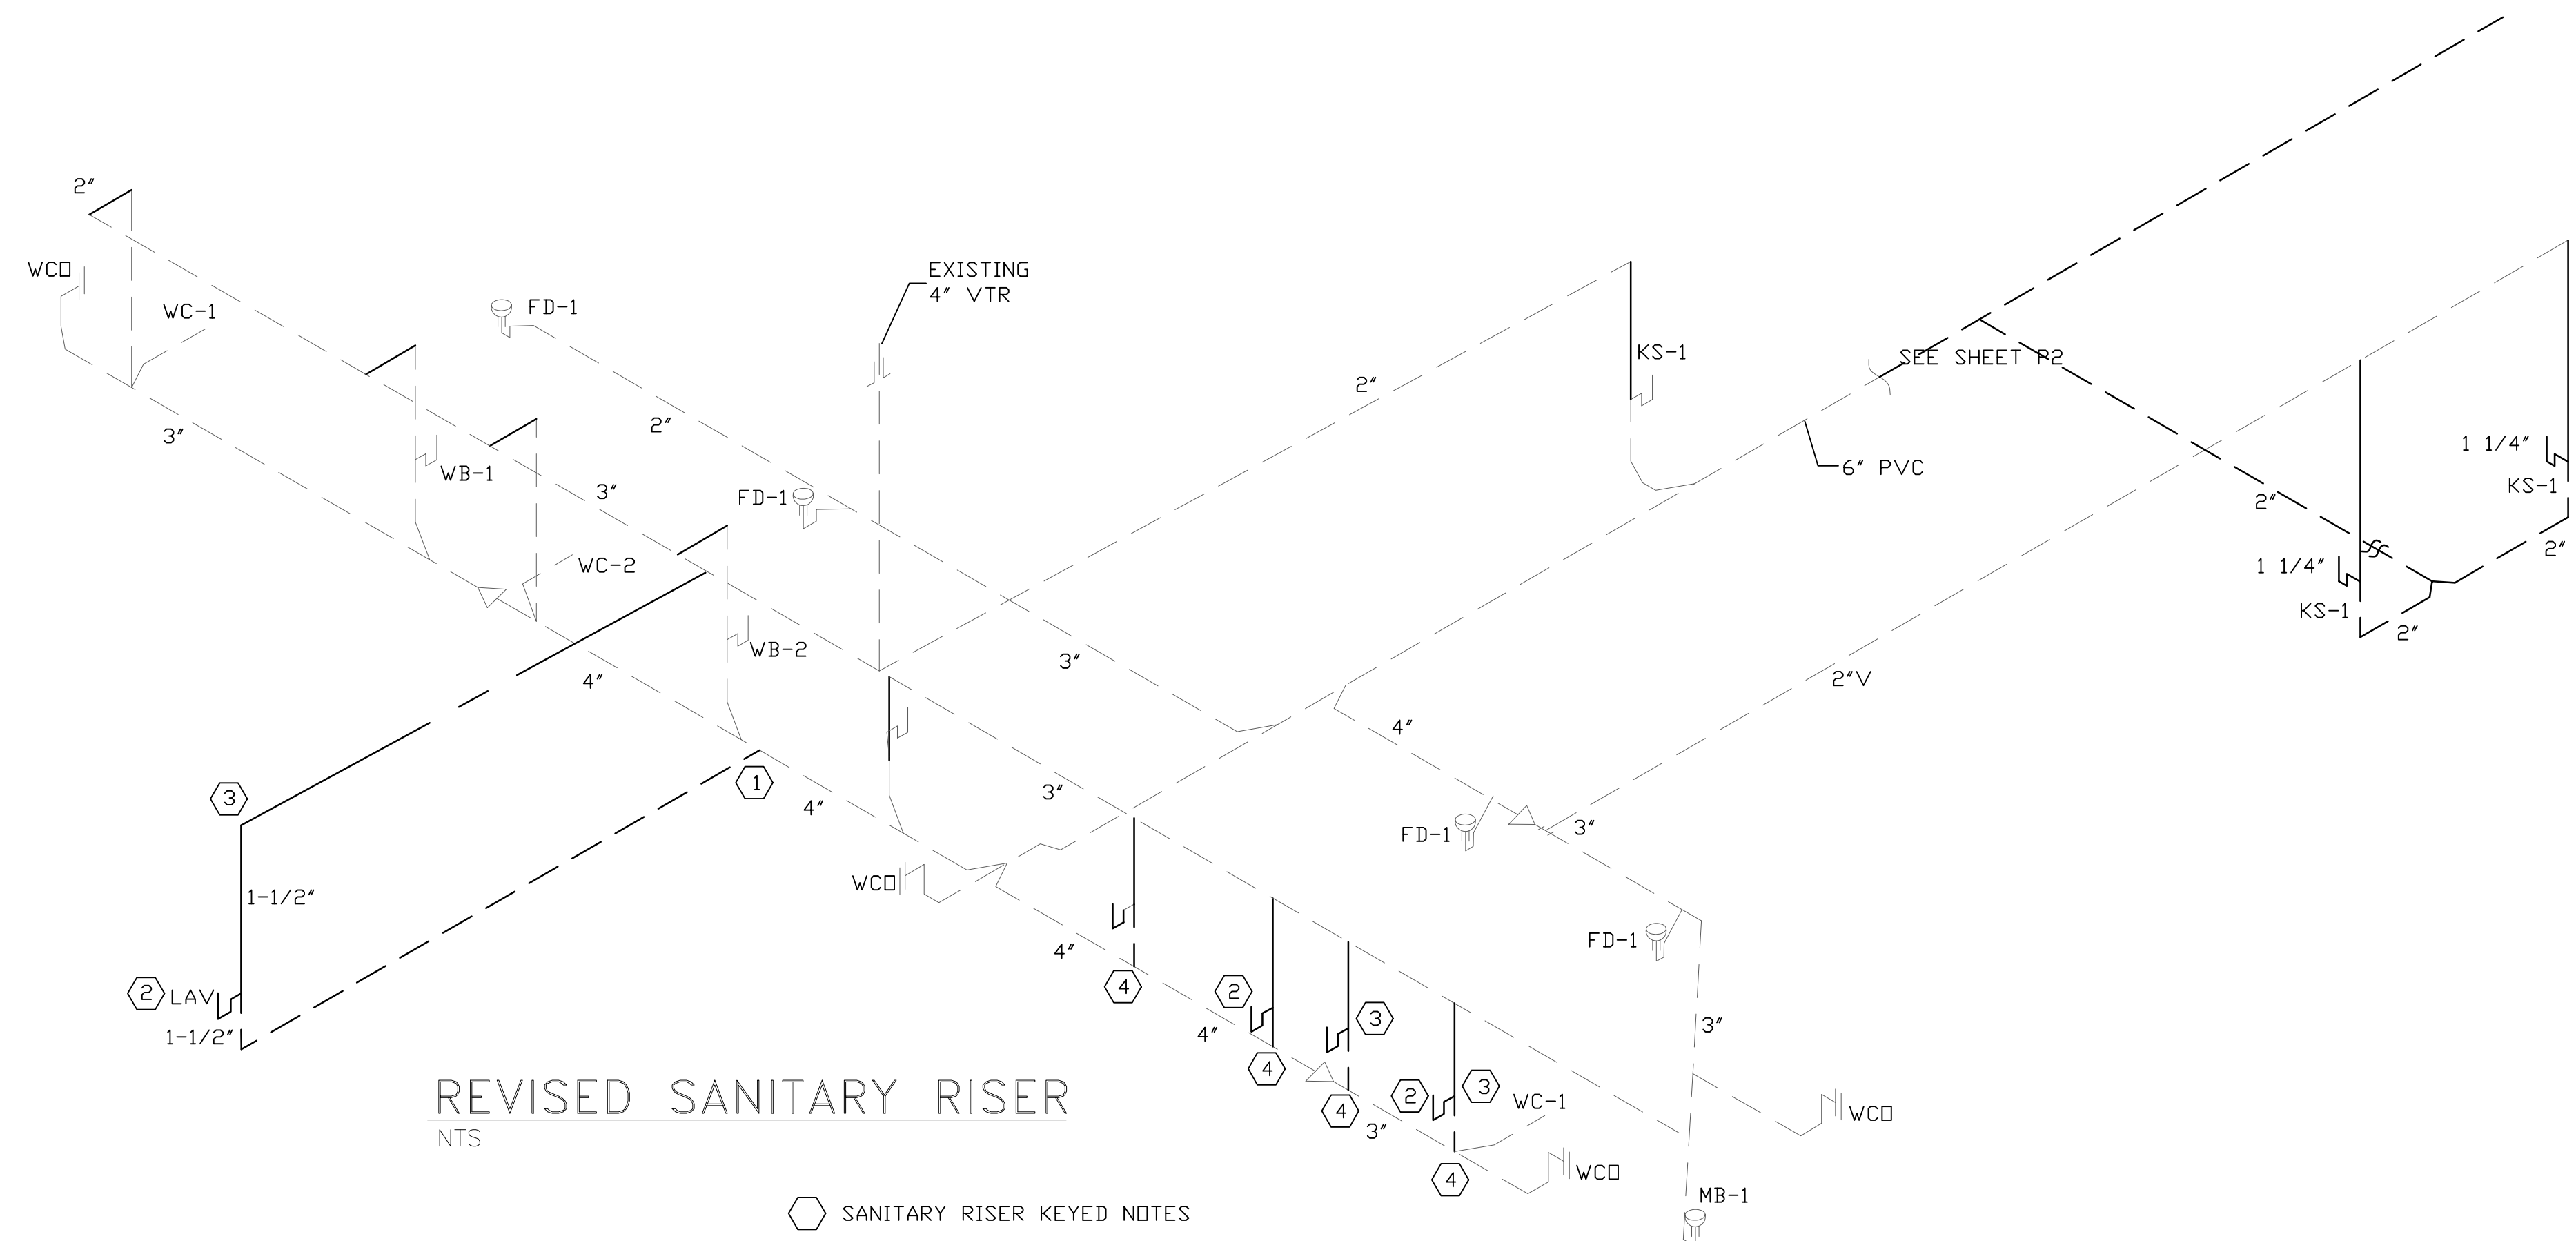 2"
WCO
WC-1
FD-1
EXISTING
4" VTR
KS-1
2"
SEE SHEET P2
3"
2"
WB-1
6" PVC
1 1/4"
KS-1
3"
FD-1
2"
2"
WC-2
1 1/4"
KS-1
2"
WB-2
3"
4"
2"V
4"
1
3"
4"
3
FD-1
3"
WCO
1-1/2"
4"
FD-1
4
2
LAV
2
3
4"
1-1/2"
3"
4
3
2
WC-1
4
3"
WCO
REVISED SANITARY RISER
NTS
WCO
4
MB-1
SANITARY RISER KEYED NOTES